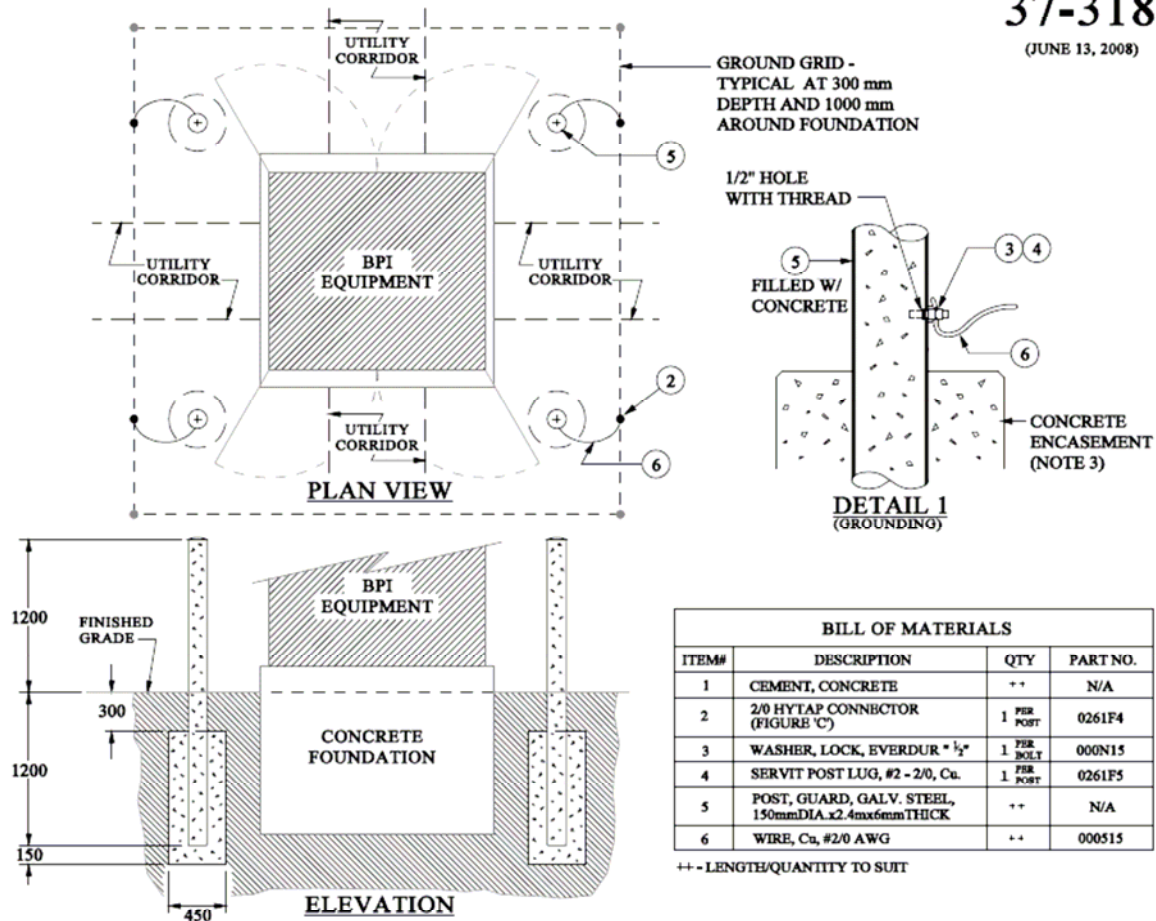 37-318
(JUNE 13, 2008)
UTILITY
CORRIDOR
GROUND GRID -
TYPICAL AT 300 mm
DEPTH AND 1000 mm
AROUND FOUNDATION
5
1/2" HOLE
WITH THREAD
UTILITY
CORRIDOR
BPI
EQUIPMENT
UTILITY
CORRIDOR
5
FILLED W/
CONCRETE
3
4
6
2
UTILITY
CORRIDOR
6
CONCRETE
ENCASEMENT
(NOTE 3)
PLAN VIEW
DETAIL 1
(GROUNDING)
1200
FINISHED
GRADE
BPI
EQUIPMENT
300
CONCRETE
FOUNDATION
1200
150
450
ELEVATION
BILL OF MATERIALS
ITEM# DESCRIPTION QTY PART NO.
1 CEMENT, CONCRETE ++ N/A
2 2/0 HYTAP CONNECTOR (FIGURE 'C') 1 PER POST 0261F4
3 WASHER, LOCK, EVERDUR " ½" 1 PER BOLT 000N15
4 SERVIT POST LUG, #2 - 2/0, Cu. 1 PER POST 0261F5
5 POST, GUARD, GALV. STEEL, 150mmDIA.x2.4mx6mmTHICK ++ N/A
6 WIRE, Cu, #2/0 AWG ++ 000515
++ - LENGTH/QUANTITY TO SUIT